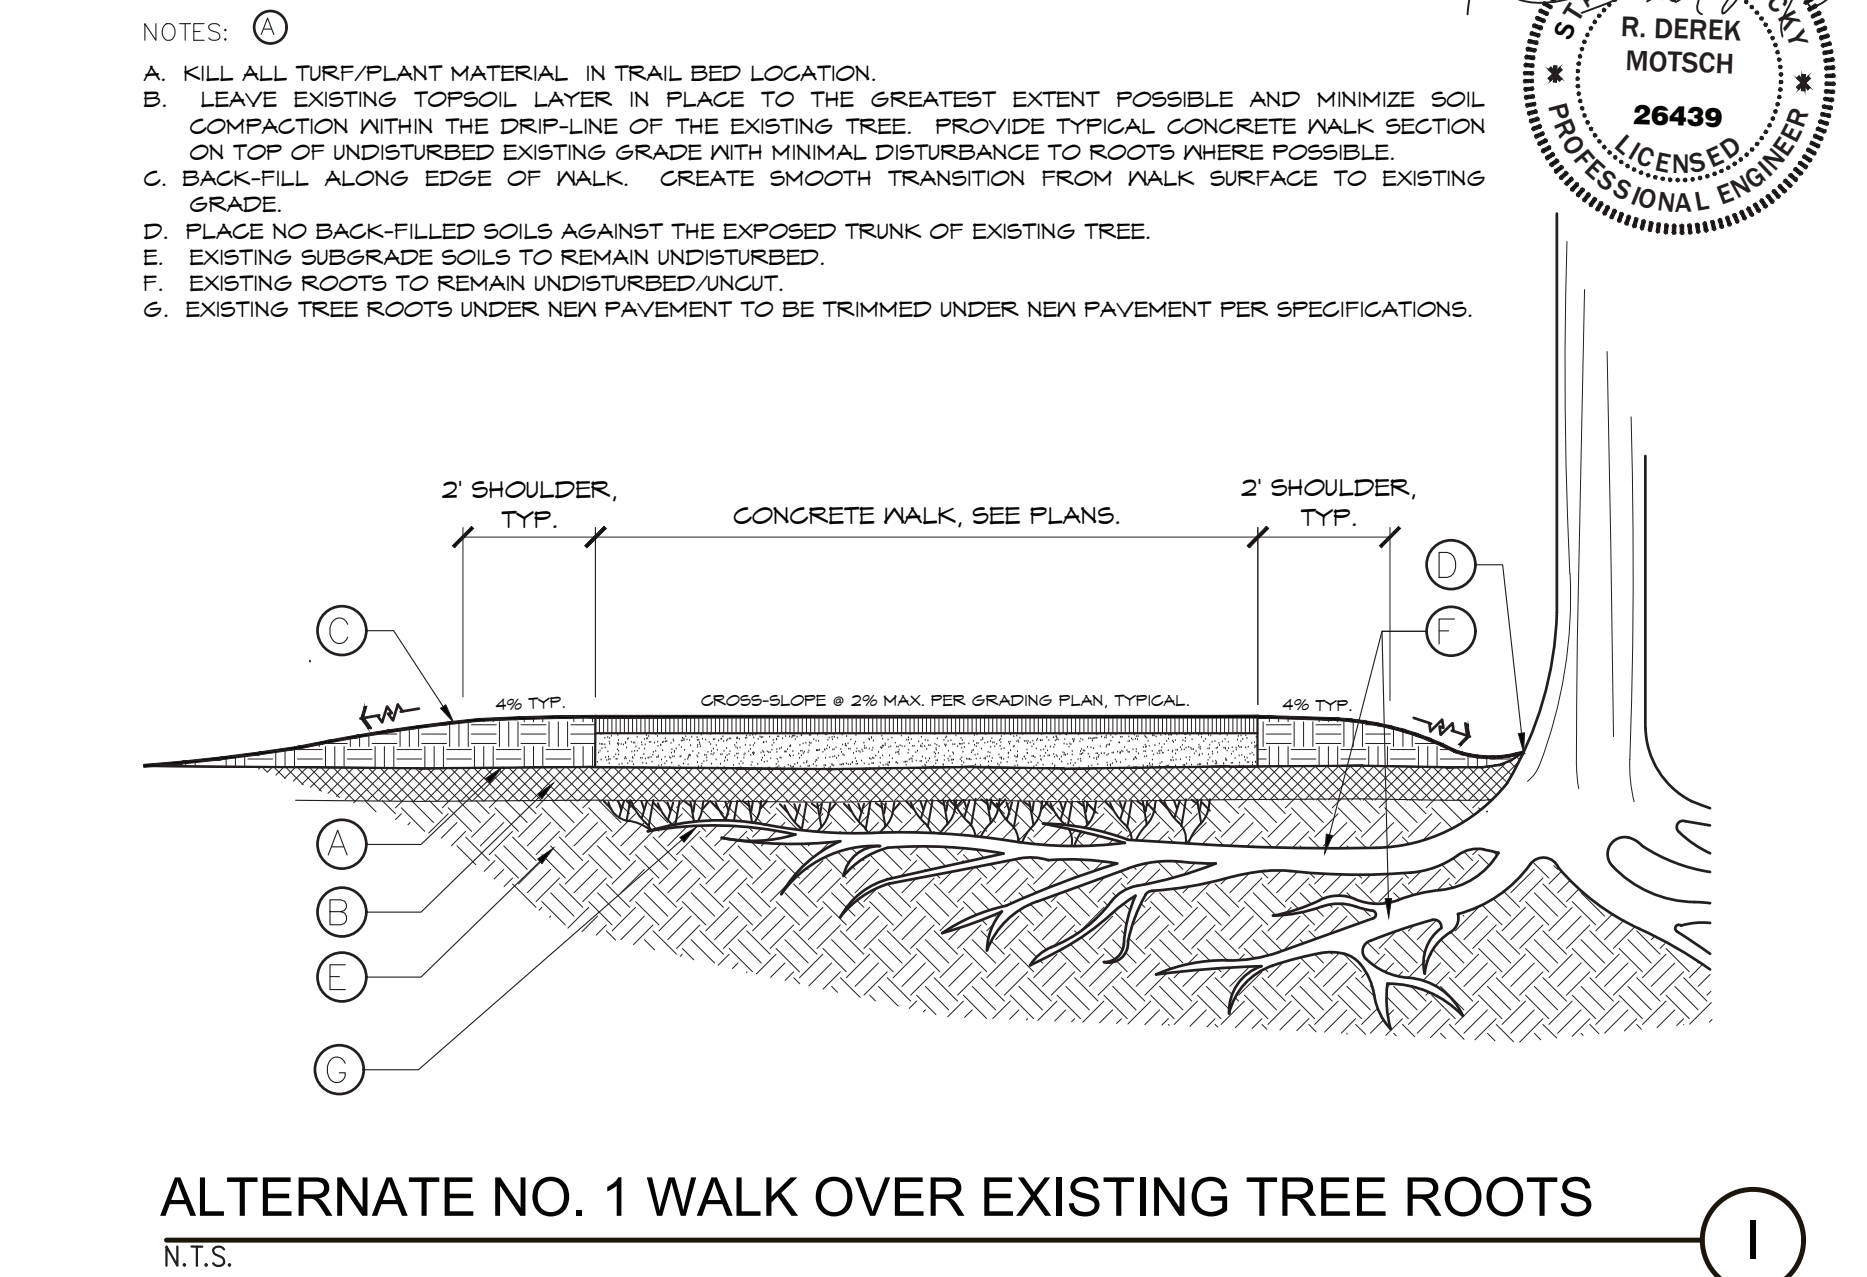 NOTES: A
A. KILL ALL TURF/PLANT MATERIAL IN TRAIL BED LOCATION.
B. LEAVE EXISTING TOPSOIL LAYER IN PLACE TO THE GREATEST EXTENT POSSIBLE AND MINIMIZE SOIL
COMPACTION WITHIN THE DRIP-LINE OF THE EXISTING TREE. PROVIDE TYPICAL CONCRETE WALK SECTION
ON TOP OF UNDISTURBED EXISTING GRADE WITH MINIMAL DISTURBANCE TO ROOTS WHERE POSSIBLE.
C. BACK-FILL ALONG EDGE OF WALK. CREATE SMOOTH TRANSITION FROM WALK SURFACE TO EXISTING
GRADE.
D. PLACE NO BACK-FILLED SOILS AGAINST THE EXPOSED TRUNK OF EXISTING TREE.
E. EXISTING SUBGRADE SOILS TO REMAIN UNDISTURBED.
F. EXISTING ROOTS TO REMAIN UNDISTURBED/UNCUT.
G. EXISTING TREE ROOTS UNDER NEW PAVEMENT TO BE TRIMMED UNDER NEW PAVEMENT PER SPECIFICATIONS.
R. DEREK
MOTSCH
26439
LICENSED
PROFESSIONAL ENGINEER
2' SHOULDER,
TYP.
CONCRETE WALK, SEE PLANS.
2' SHOULDER,
TYP.
D
C
F
4% TYP.
CROSS-SLOPE @ 2% MAX. PER GRADING PLAN, TYPICAL.
4% TYP.
A
B
E
G
ALTERNATE NO. 1 WALK OVER EXISTING TREE ROOTS
I
N.T.S.